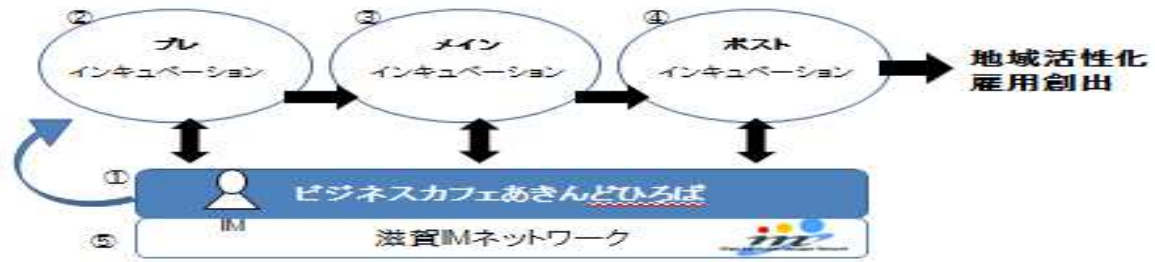 ②
プレ
インキュベーション
③
メイン
インキュベーション
④
ポスト
インキュベーション
地域活性化
雇用創出
①
ビジネスカフェあきんどひろば
IM
⑤
滋賀IMネットワーク
im